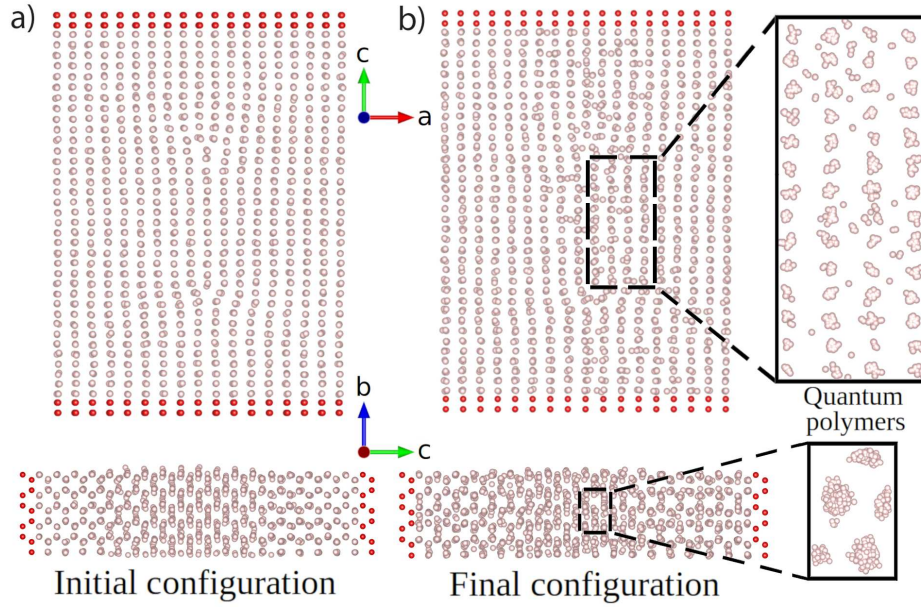 a)
b)
c
a
b
c
Quantum
polymers
Initial configuration
Final configuration